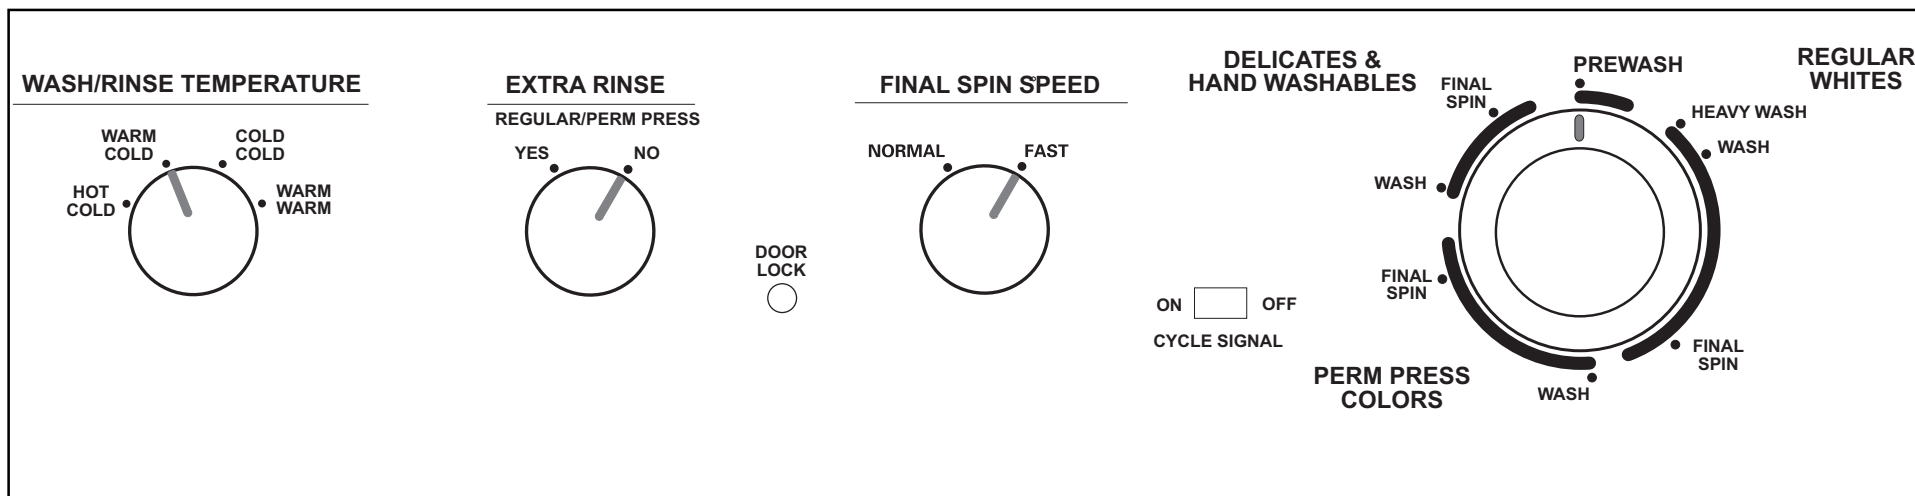 WASH/RINSE TEMPERATURE
WARM
COLD
COLD
COLD
HOT
COLD
WARM
WARM
EXTRA RINSE
REGULAR/PERM PRESS
YES
NO
DOOR
LOCK
FINAL SPIN SPEED
NORMAL
FAST
ON
OFF
CYCLE SIGNAL
DELICATES &
HAND WASHABLES
FINAL
SPIN
WASH
PREWASH
REGULAR
WHITES
HEAVY WASH
WASH
FINAL
SPIN
FINAL
SPIN
WASH
PERM PRESS
COLORS